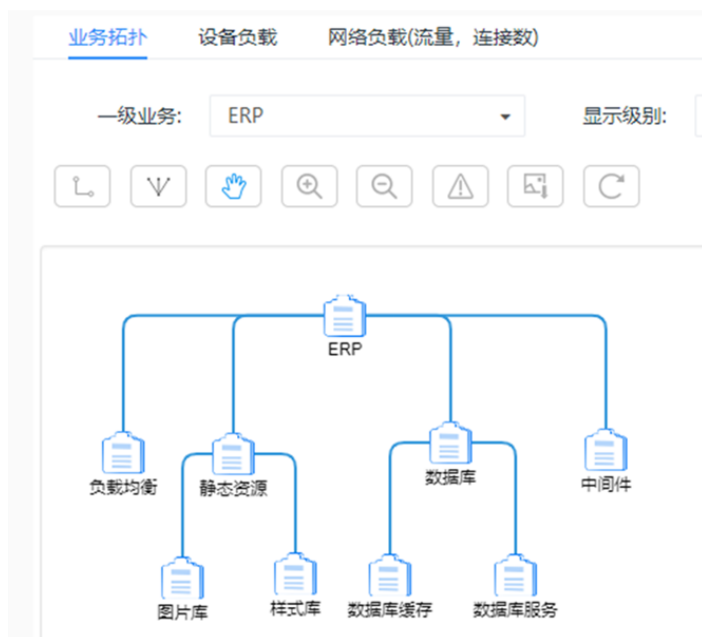 业务拓扑 设备负载 网络负载(流量，连接数)
一级业务: ERP 显示级别:
ERP
负载均衡 静态资源 数据库 中间件
图片库 样式库 数据库缓存 数据库服务